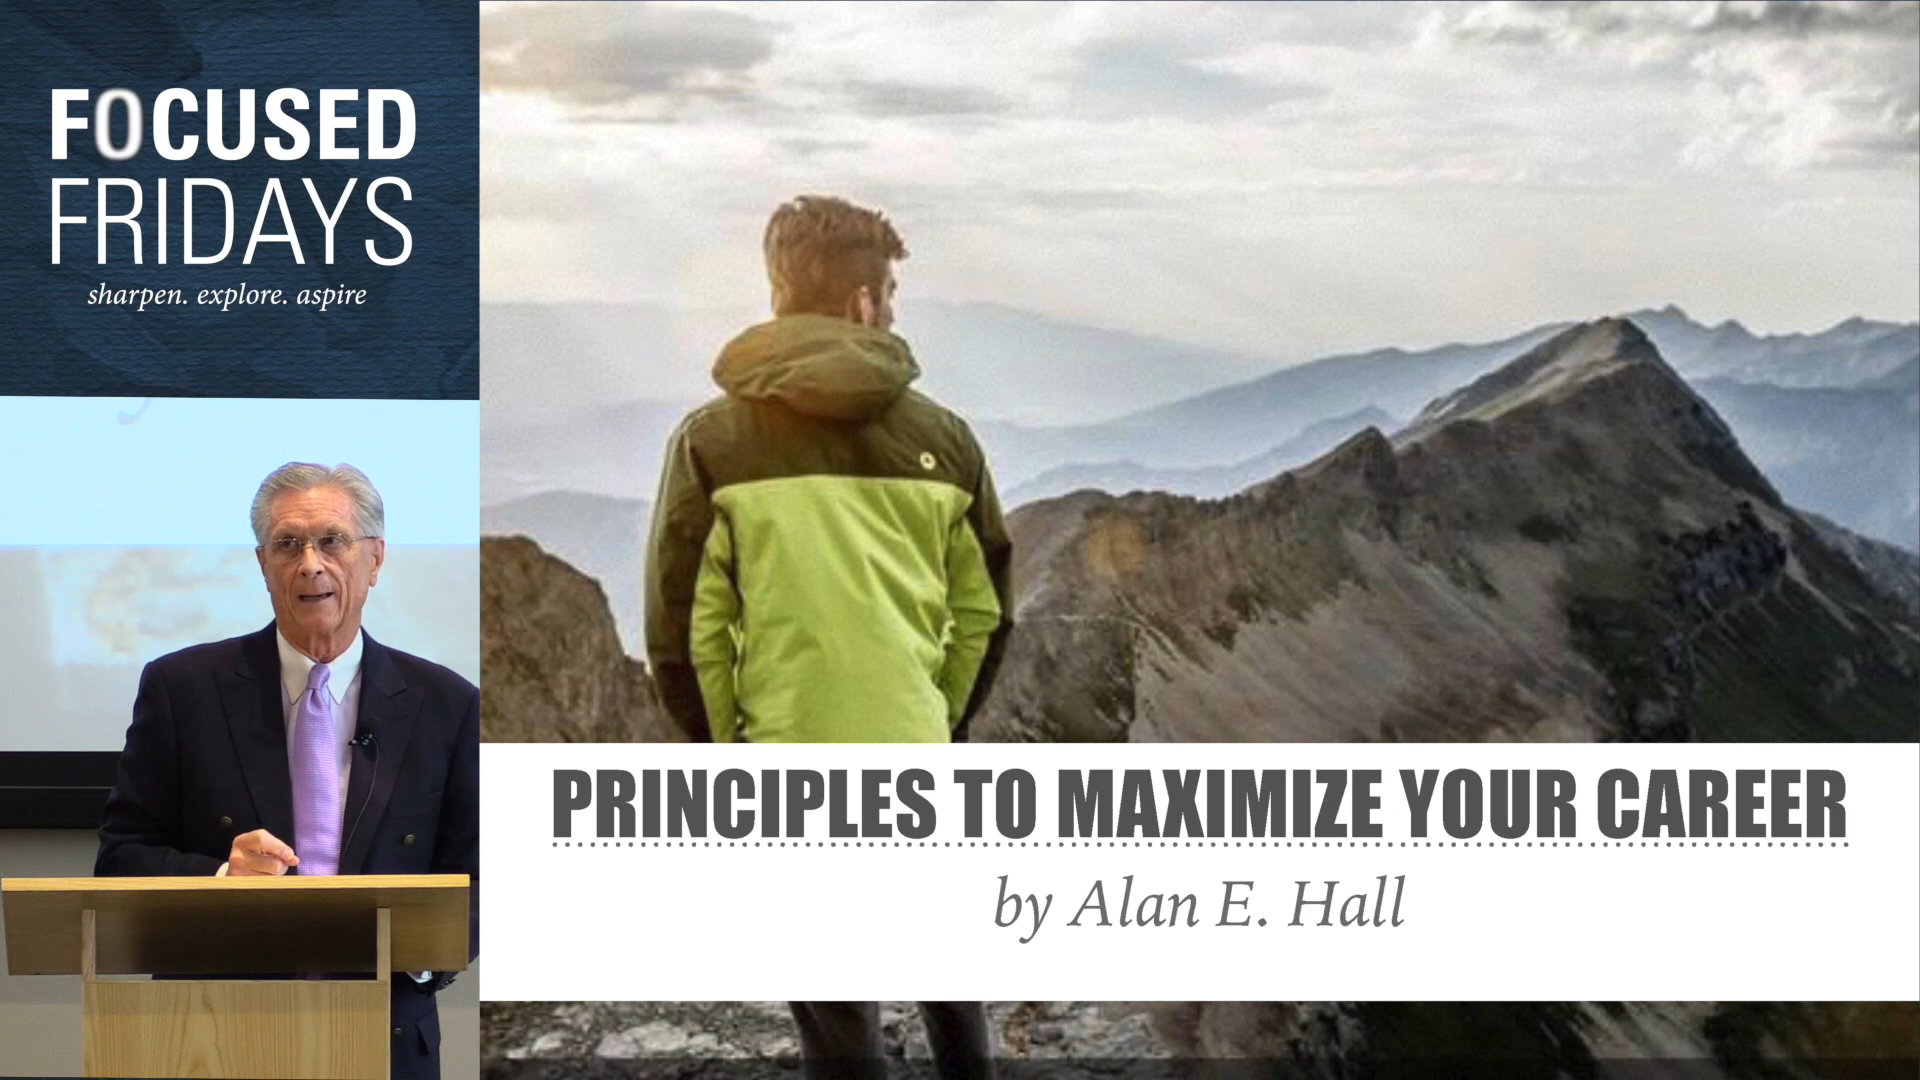 FOCUSED
FRIDAYS
sharpen. explore. aspire
PRINCIPLES TO MAXIMIZE YOUR CAREER
by Alan E. Hall